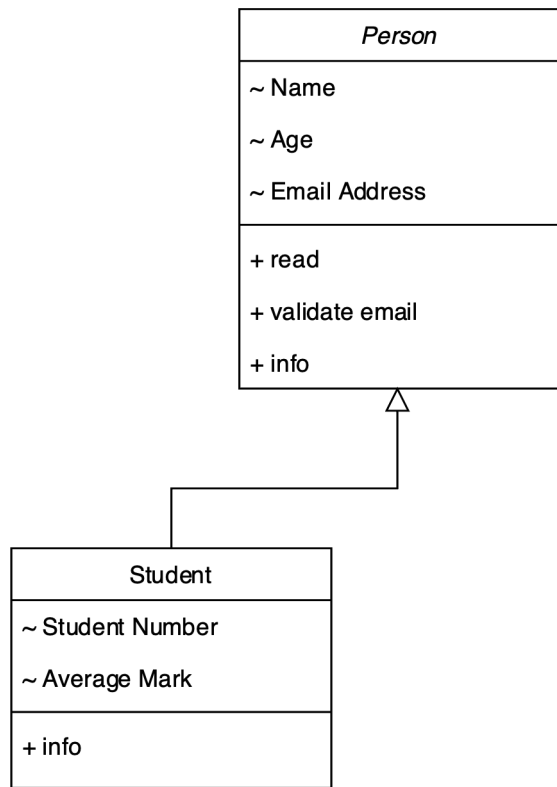 Person
~ Name
~ Age
~ Email Address
+ read
+ validate email
+ info
Student
~ Student Number
~ Average Mark
+ info